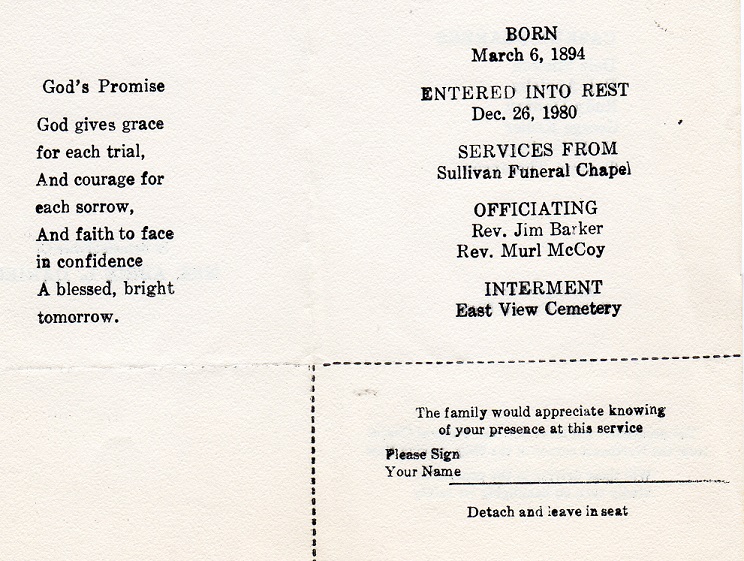 God's Promise
God gives grace
for each trial,
And courage for
each sorrow,
And faith to face
in confidence
A blessed, bright
tomorrow.
BORN
March 6, 1894
ENTERED INTO REST
Dec. 26, 1980
SERVICES FROM
Sullivan Funeral Chapel
OFFICIATING
Rev. Jim Barker
Rev. Murl McCoy
INTERMENT
East View Cemetery
The family would appreciate knowing
of your presence at this service
Please Sign
Your Name
Detach and leave in seat